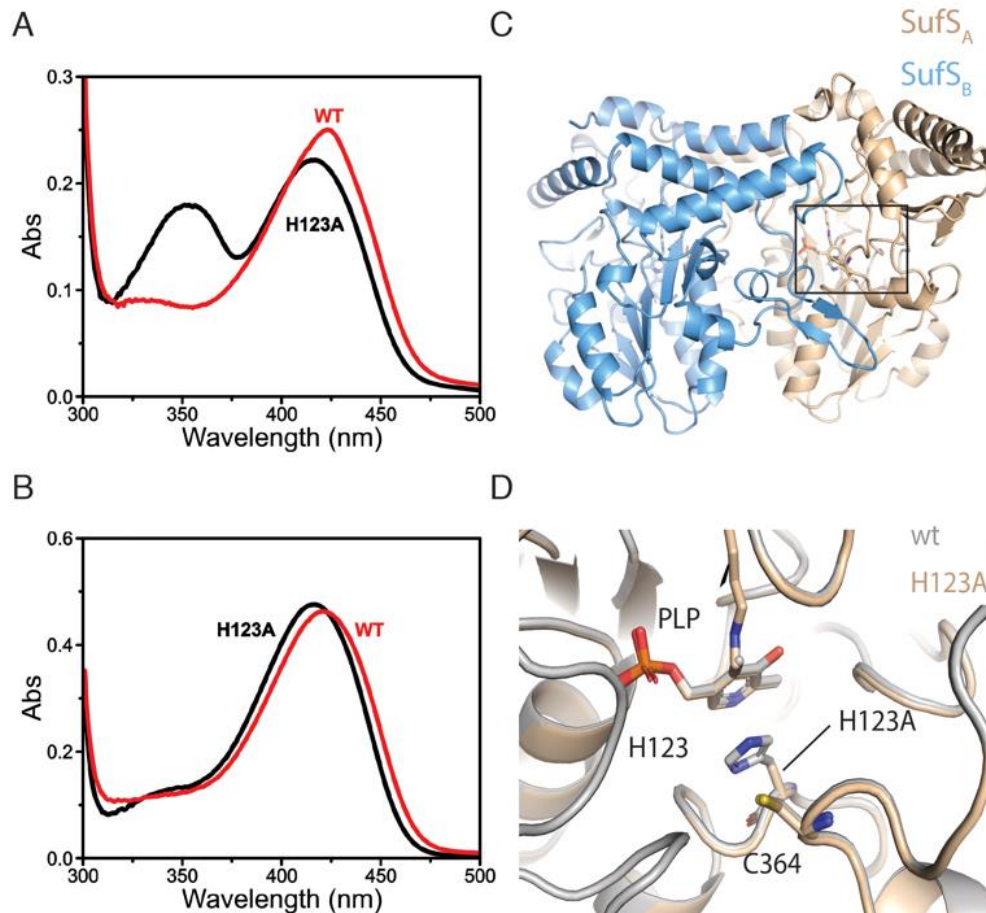 A
0.3
0.2
0.1
0.0
Abs
WT
H123A
300 350 400 450 500
Wavelength (nm)
B
0.6
0.4
0.2
0.0
Abs
H123A WT
300 350 400 450 500
Wavelength (nm)
C
SufS_A
SufS_B
D
wt
H123A
PLP
H123
H123A
C364